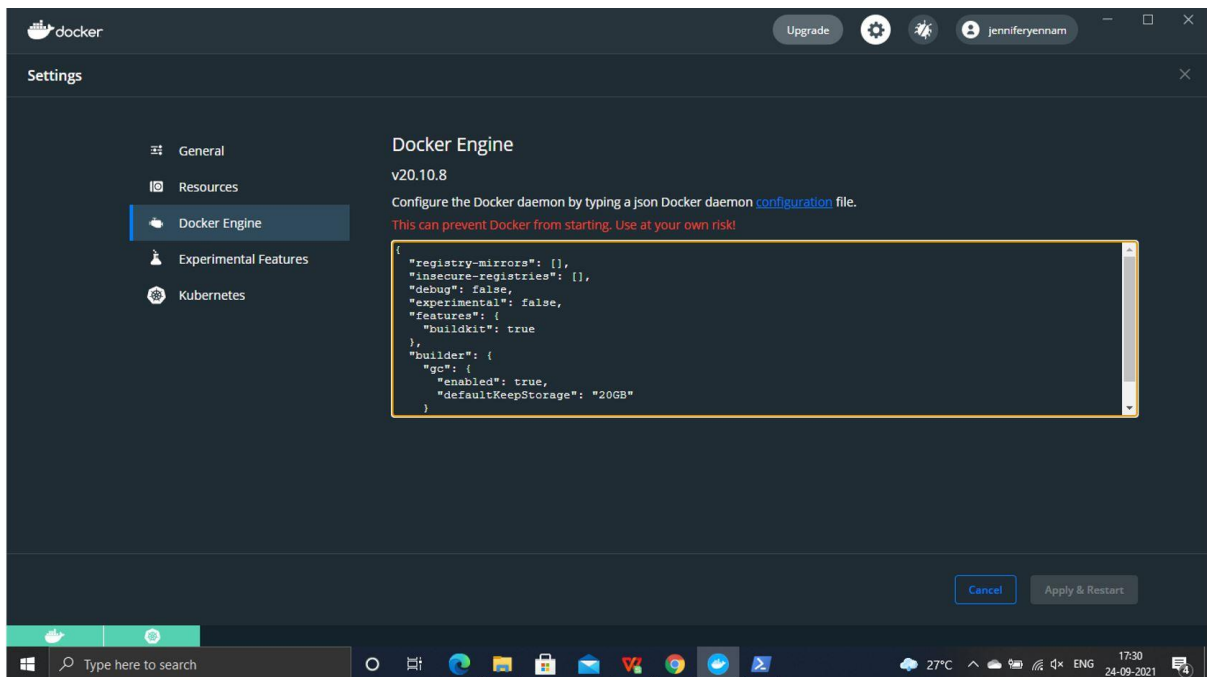 docker
Upgrade
jenniferyennam
Settings
General
Resources
Docker Engine
Experimental Features
Kubernetes
Docker Engine
v20.10.8
Configure the Docker daemon by typing a json Docker daemon configuration file.
This can prevent Docker from starting. Use at your own risk!
{
  "registry-mirrors": [],
  "insecure-registries": [],
  "debug": false,
  "experimental": false,
  "features": {
    "buildkit": true
  },
  "builder": {
    "gc": {
      "enabled": true,
      "defaultKeepStorage": "20GB"
    }
Cancel
Apply & Restart
Type here to search
27°C
ENG
17:30
24-09-2021
4